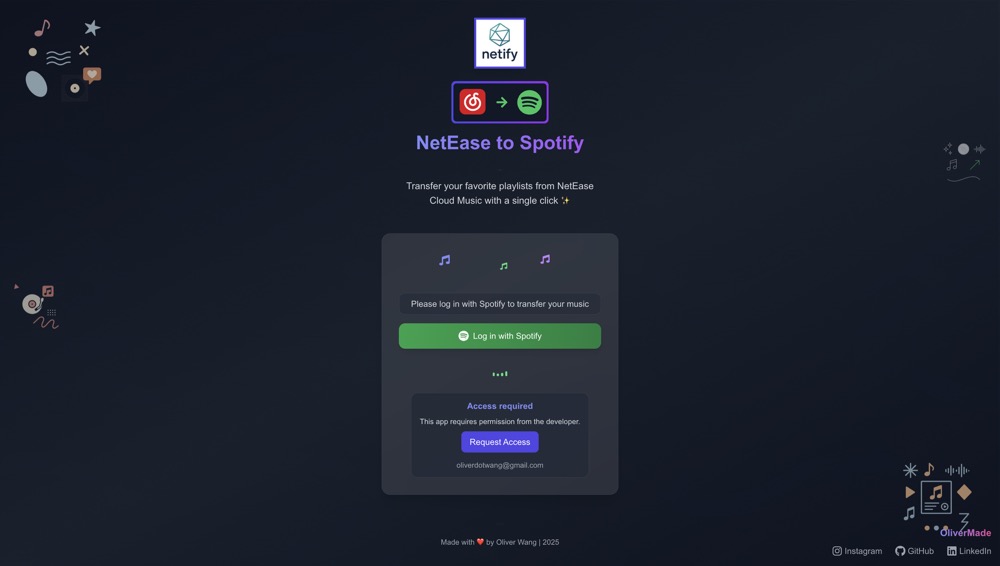 netify
NetEase to Spotify
Transfer your favorite playlists from NetEase
Cloud Music with a single click ✨
Please log in with Spotify to transfer your music
Log in with Spotify
Access required
This app requires permission from the developer.
Request Access
oliverdotwang@gmail.com
Made with ❤️ by Oliver Wang | 2025
OliverMade
Instagram GitHub LinkedIn